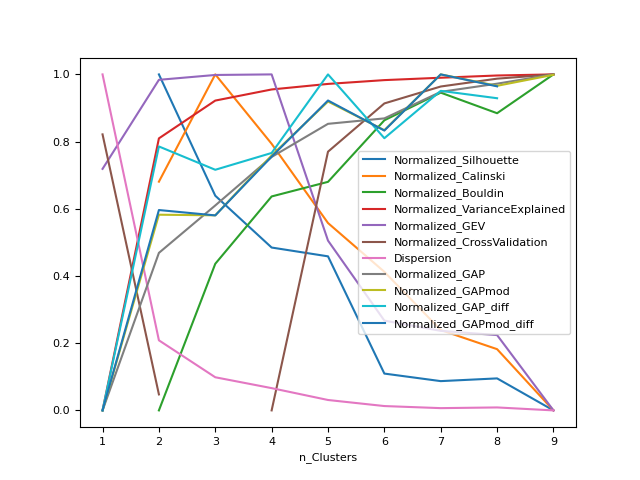 1.0
0.8
0.6
0.4
0.2
0.0
Normalized_Silhouette
Normalized_Calinski
Normalized_Bouldin
Normalized_VarianceExplained
Normalized_GEV
Normalized_CrossValidation
Dispersion
Normalized_GAP
Normalized_GAPmod
Normalized_GAP_diff
Normalized_GAPmod_diff
1 2 3 4 5 6 7 8 9
n_Clusters